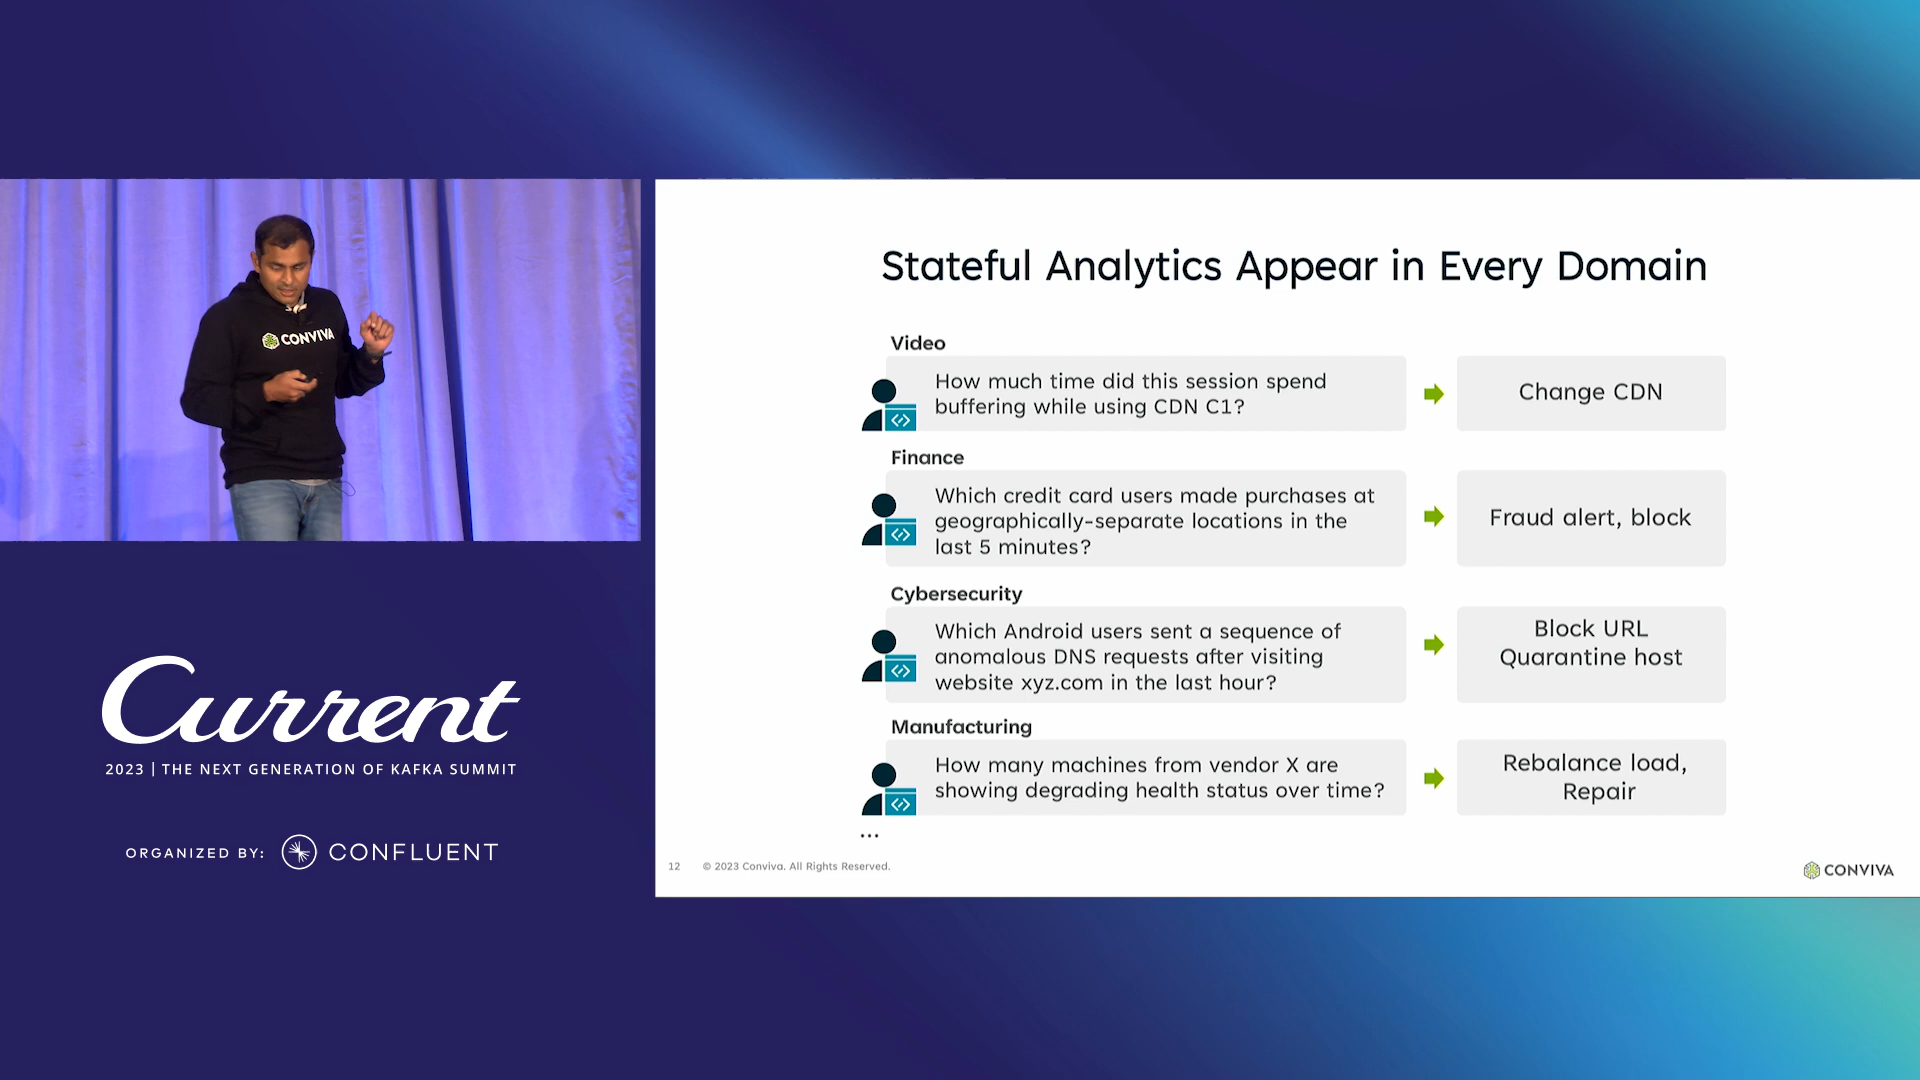 CONVIVA
Current
2023 | THE NEXT GENERATION OF KAFKA SUMMIT
ORGANIZED BY: CONFLUENT
Stateful Analytics Appear in Every Domain
Video
How much time did this session spend
buffering while using CDN C1?
Change CDN
Finance
Which credit card users made purchases at
geographically-separate locations in the
last 5 minutes?
Fraud alert, block
Cybersecurity
Which Android users sent a sequence of
anomalous DNS requests after visiting
website xyz.com in the last hour?
Block URL
Quarantine host
Manufacturing
How many machines from vendor X are
showing degrading health status over time?
Rebalance load,
Repair
...
12 © 2023 Conviva. All Rights Reserved.
CONVIVA